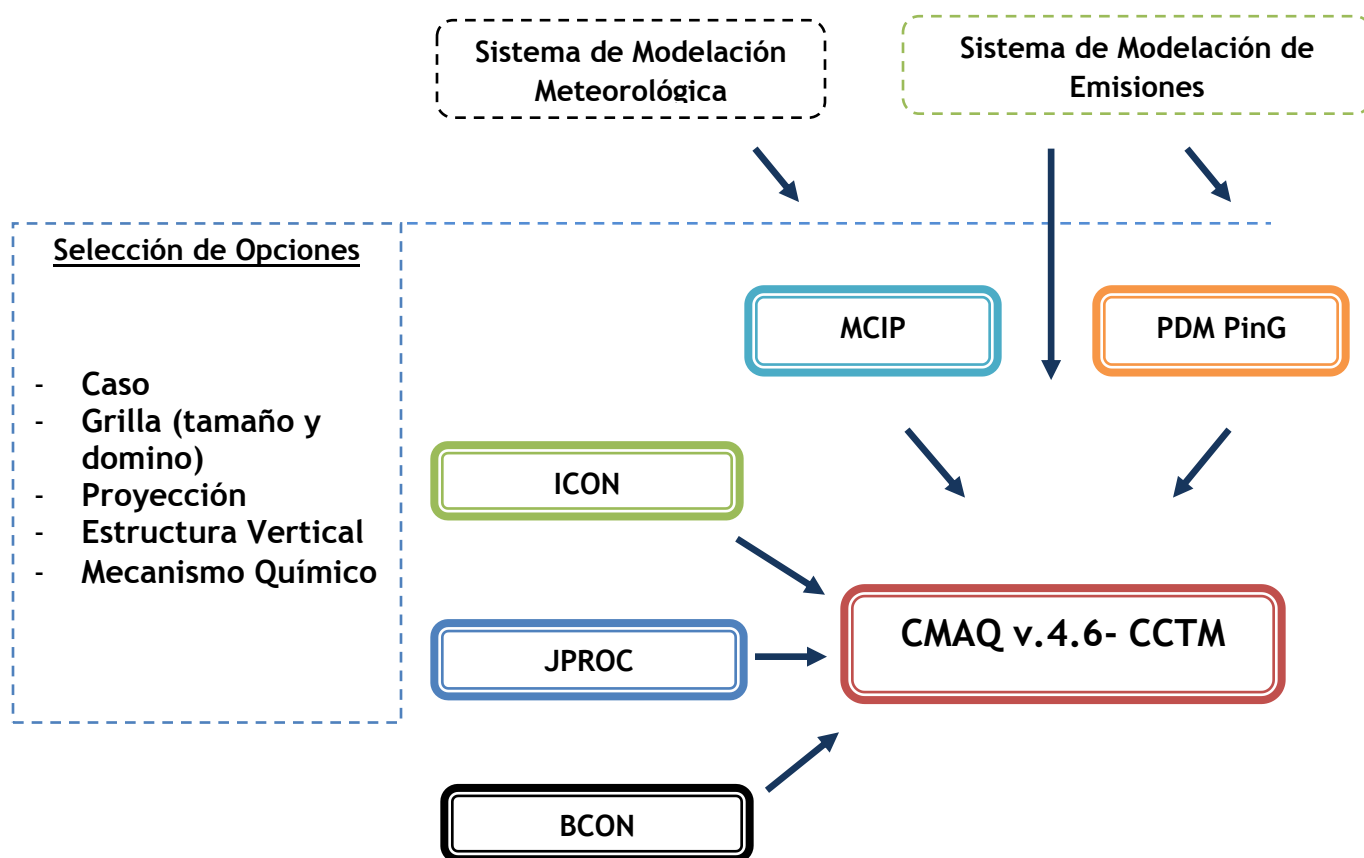 Sistema de Modelación
Meteorológica
Sistema de Modelación de
Emisiones
Selección de Opciones
- Caso
- Grilla (tamaño y
domino)
- Proyección
- Estructura Vertical
- Mecanismo Químico
MCIP
PDM PinG
ICON
JPROC
CMAQ v.4.6- CCTM
BCON